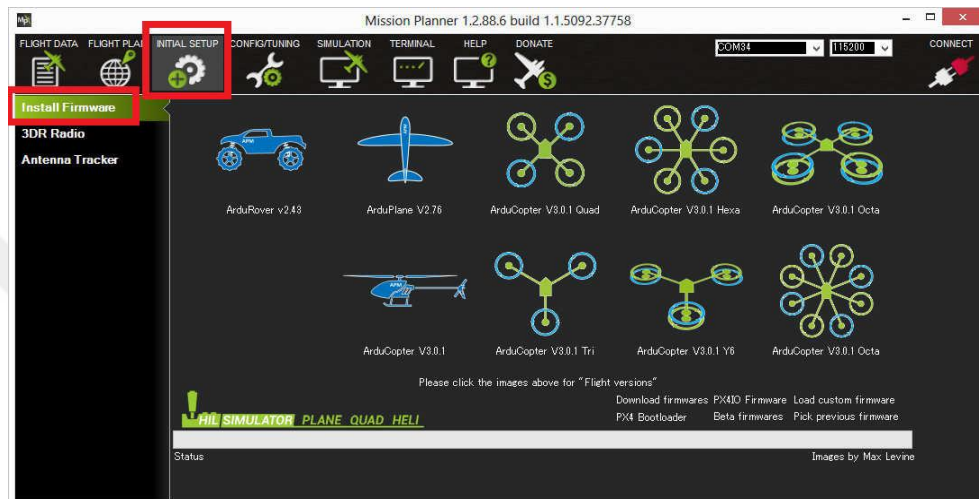 Mp
Mission Planner 1.2.88.6 build 1.1.5092.37758
FLIGHT DATA FLIGHT PLAN INITIAL SETUP CONFIG/TUNING SIMULATION TERMINAL HELP DONATE COM34 115200 CONNECT
Install Firmware
3DR Radio
Antenna Tracker
APM
APM
ArduRover v2.43 ArduPlane V2.76 ArduCopter V3.0.1 Quad ArduCopter V3.0.1 Hexa ArduCopter V3.0.1 Octa
APM
ArduCopter V3.0.1 ArduCopter V3.0.1 Tri ArduCopter V3.0.1 Y6 ArduCopter V3.0.1 Octa
Please click the images above for "Flight versions"
Download firmwares PX4IO Firmware Load custom firmware
HIL SIMULATOR PLANE QUAD HELI
PX4 Bootloader Beta firmwares Pick previous firmware
Status Images by Max Levine